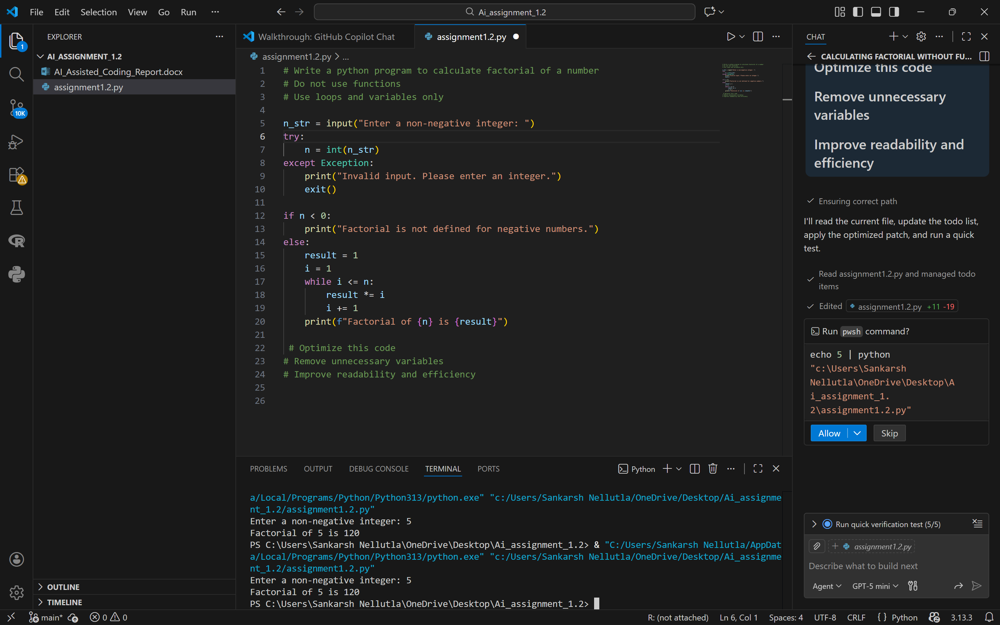 File Edit Selection View Go Run ···
Ai_assignment_1.2
EXPLORER
AI_ASSIGNMENT_1.2
AI_Assisted_Coding_Report.docx
assignment1.2.py
1
10K
OUTLINE
TIMELINE
Walkthrough: GitHub Copilot Chat
assignment1.2.py
assignment1.2.py > ...
1 # Write a python program to calculate factorial of a number
2 # Do not use functions
3 # Use loops and variables only
4
5 n_str = input("Enter a non-negative integer: ")
6 try:
7     n = int(n_str)
8 except Exception:
9     print("Invalid input. Please enter an integer.")
10     exit()
11
12 if n < 0:
13     print("Factorial is not defined for negative numbers.")
14 else:
15     result = 1
16     i = 1
17     while i <= n:
18         result *= i
19         i += 1
20     print(f"Factorial of {n} is {result}")
21
22  # Optimize this code
23 # Remove unnecessary variables
24 # Improve readability and efficiency
25
26
PROBLEMS OUTPUT DEBUG CONSOLE TERMINAL PORTS
Python
a/Local/Programs/Python/Python313/python.exe" "c:/Users/Sankarsh Nellutla/OneDrive/Desktop/Ai_assignme
nt_1.2/assignment1.2.py"
Enter a non-negative integer: 5
Factorial of 5 is 120
PS C:\Users\Sankarsh Nellutla\OneDrive\Desktop\Ai_assignment_1.2> & "C:/Users/Sankarsh Nellutla/AppDat
a/Local/Programs/Python/Python313/python.exe" "c:/Users/Sankarsh Nellutla/OneDrive/Desktop/Ai_assignme
nt_1.2/assignment1.2.py"
Enter a non-negative integer: 5
Factorial of 5 is 120
PS C:\Users\Sankarsh Nellutla\OneDrive\Desktop\Ai_assignment_1.2>
CHAT
CALCULATING FACTORIAL WITHOUT FU...
Optimize this code
Remove unnecessary
variables
Improve readability and
efficiency
Ensuring correct path
I'll read the current file, update the todo list,
apply the optimized patch, and run a quick
test.
Read assignment1.2.py and managed todo
items
Edited assignment1.2.py +11 -19
Run pwsh command?
echo 5 | python
"c:\Users\Sankarsh
Nellutla\OneDrive\Desktop\A
i_assignment_1.
2\assignment1.2.py"
Allow Skip
Run quick verification test (5/5)
assignment1.2.py
Describe what to build next
Agent GPT-5 mini
main* 0 0
R: (not attached) Ln 6, Col 1 Spaces: 4 UTF-8 CRLF { } Python 3.13.3